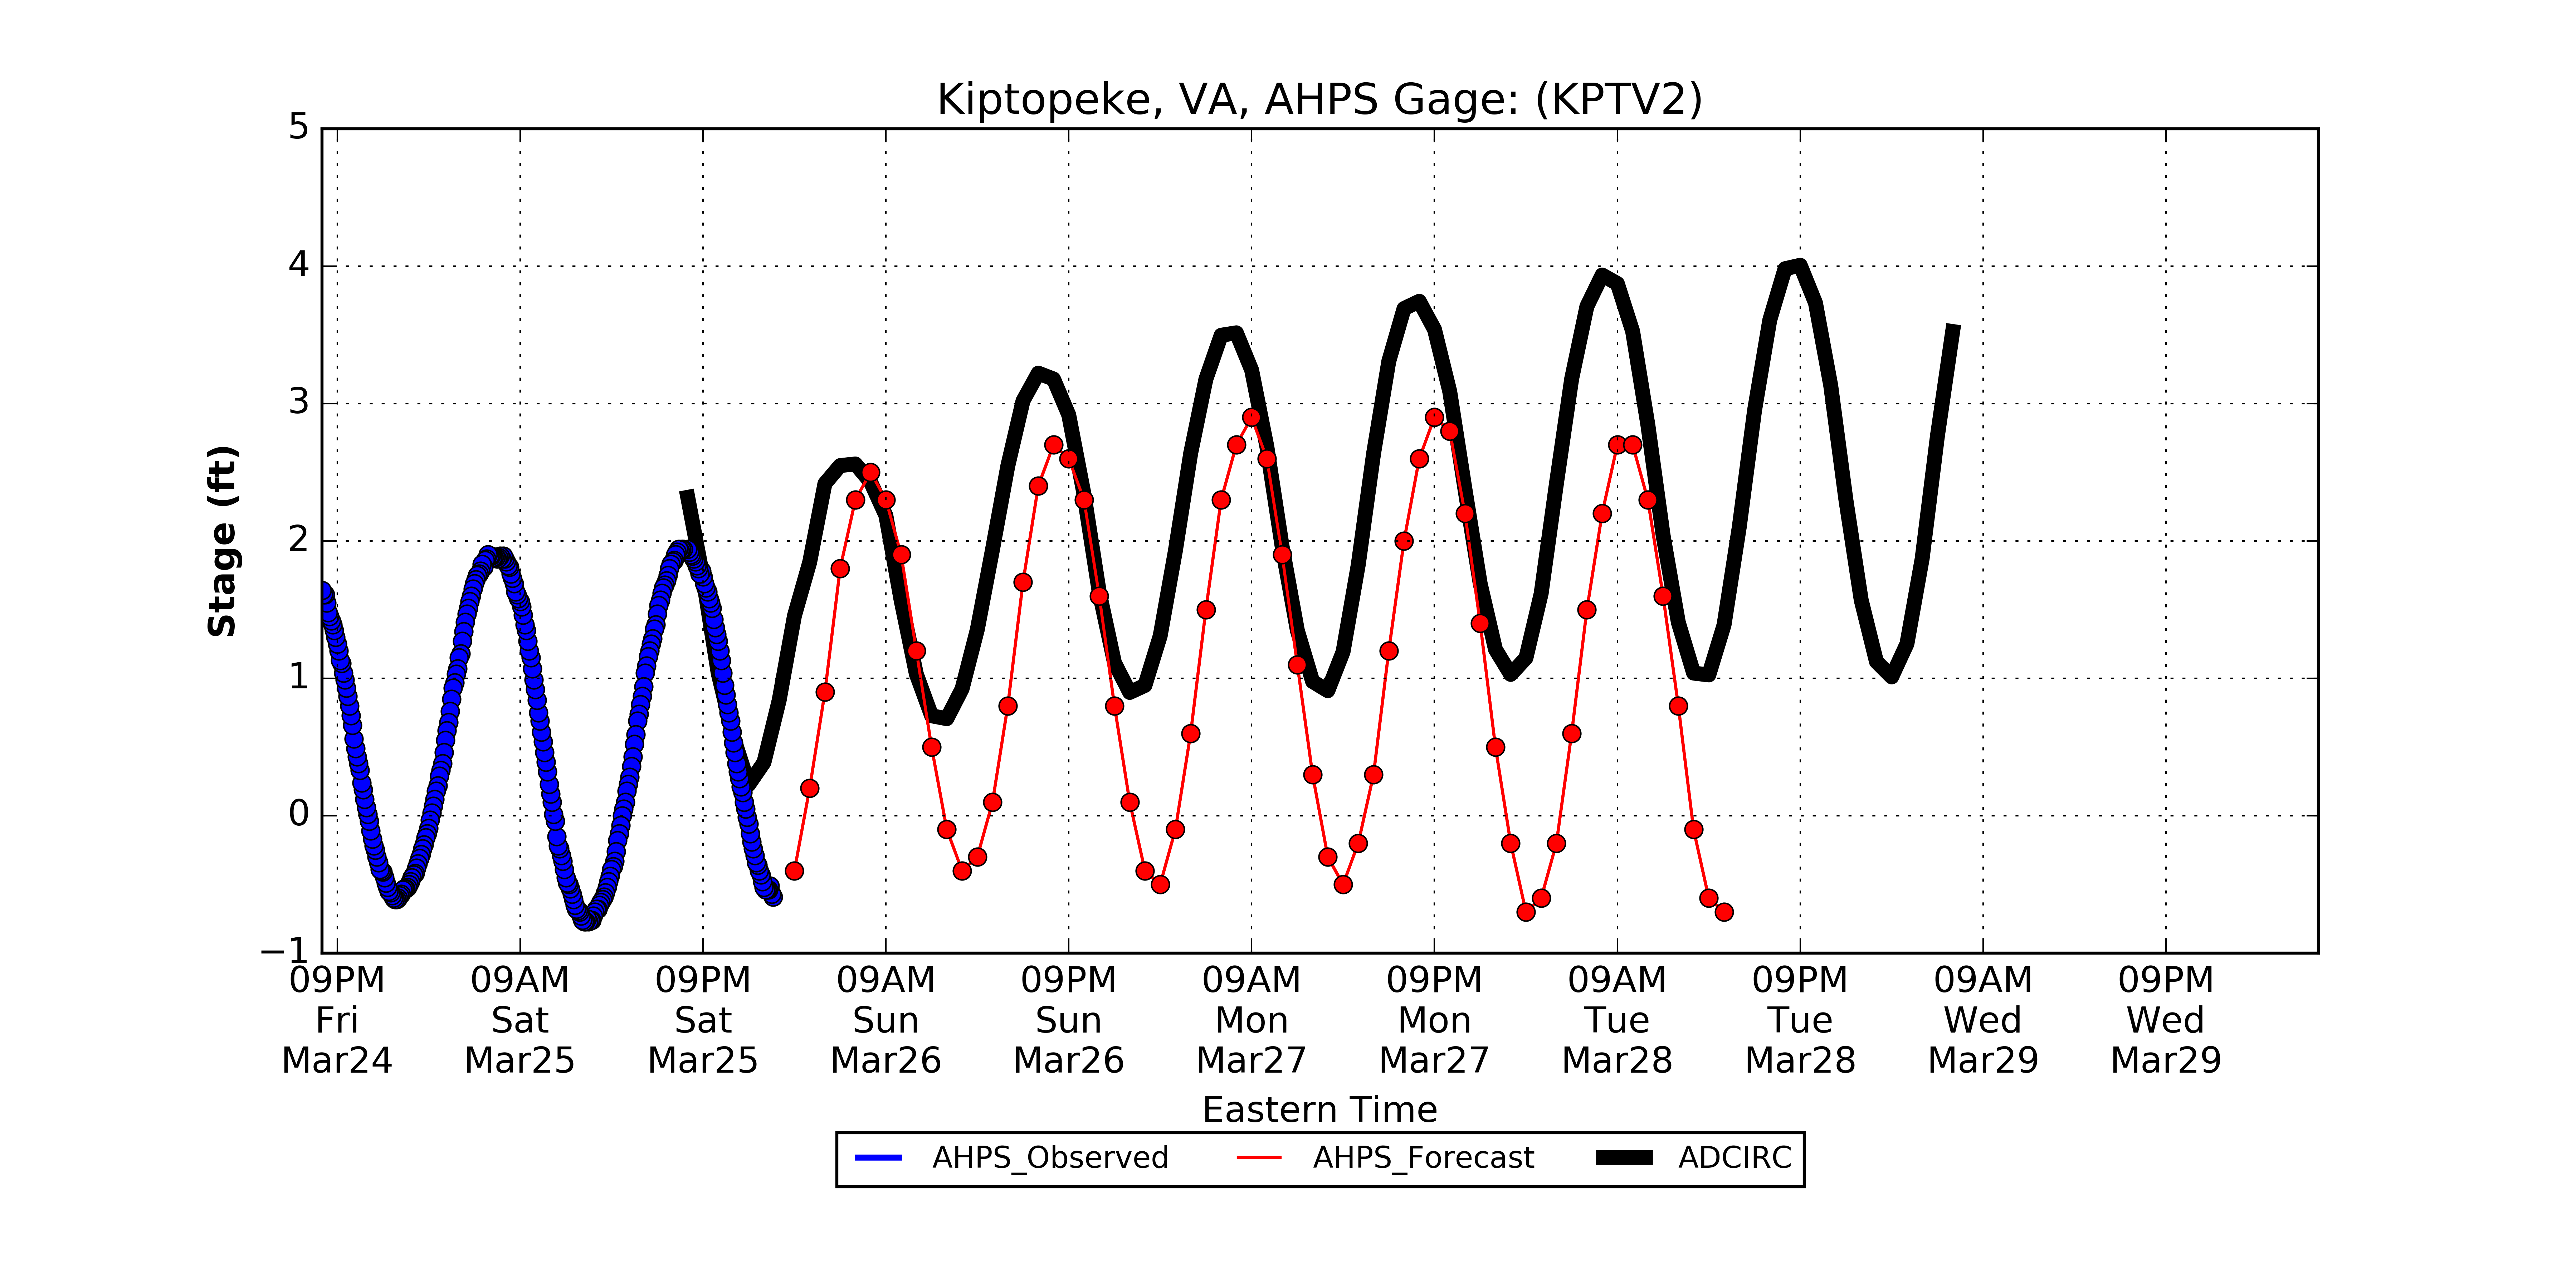 Kiptopeke, VA, AHPS Gage: (KPTV2)
5
4
3
2
1
0
−1
Stage (ft)
09PM 09AM 09PM 09AM 09PM 09AM 09PM 09AM 09PM 09AM 09PM
Fri Sat Sat Sun Sun Mon Mon Tue Tue Wed Wed
Mar24 Mar25 Mar25 Mar26 Mar26 Mar27 Mar27 Mar28 Mar28 Mar29 Mar29
Eastern Time
AHPS_Observed AHPS_Forecast ADCIRC